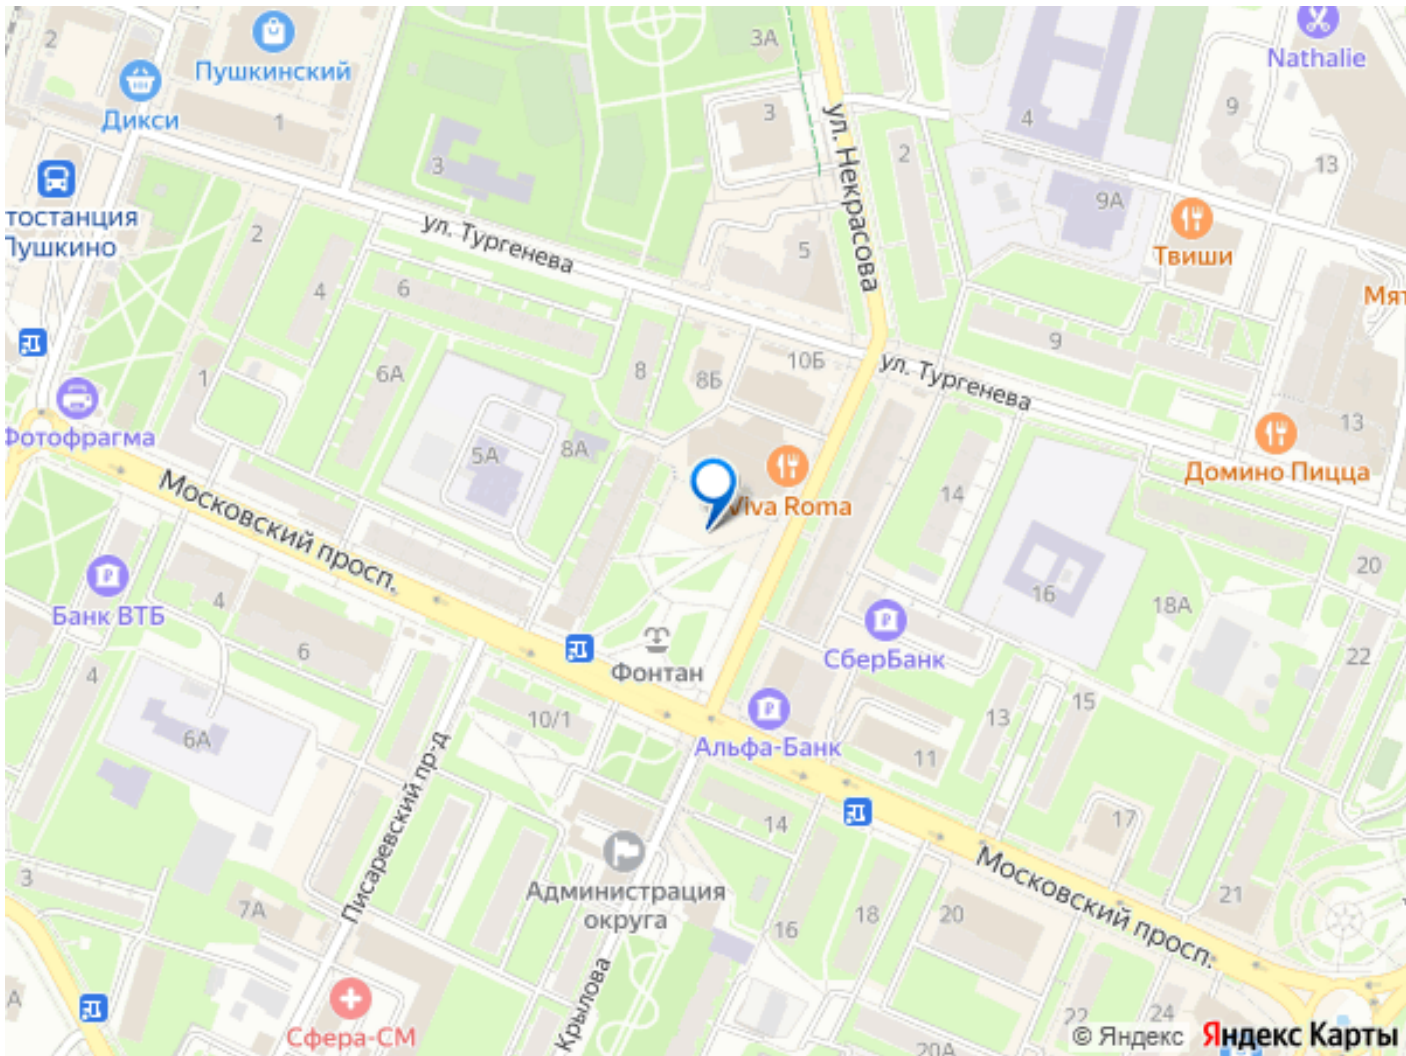 2
Пушкинский
3А
Nathalie
Дикси
1
3
9
4
2
13
3
ул. Некрасова
9А
тостанция
Пушкино
2
ул. Тургенева
5
Твиши
4
6
Мят
9
1
6А
8
8Б
10Б
ул. Тургенева
13
Фотофрагма
8А
5А
Домино Пицца
Московский просп.
Viva Roma
14
Банк ВТБ
4
16
18А
20
6
Фонтан
СберБанк
22
4
10/1
15
13
6А
Альфа-Банк
11
Писаревский пр-д
14
17
3
Администрация
округа
Московский просп.
21
7А
16
18
20
А
Крылова
22
24
Сфера-СМ
20А
© Яндекс Яндекс Карты